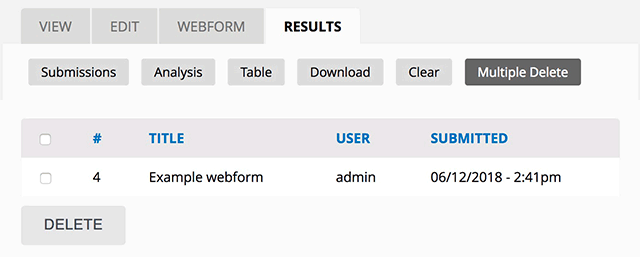 VIEW EDIT WEBFORM RESULTS
Submissions Analysis Table Download Clear Multiple Delete
# TITLE USER SUBMITTED
4 Example webform admin 06/12/2018 - 2:41pm
DELETE